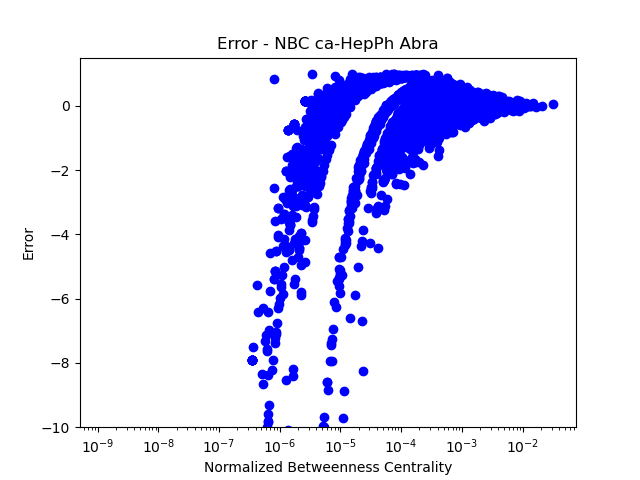 Error - NBC ca-HepPh Abra
0
−2
−4
−6
−8
−10
Error
10⁻⁹ 10⁻⁸ 10⁻⁷ 10⁻⁶ 10⁻⁵ 10⁻⁴ 10⁻³ 10⁻²
Normalized Betweenness Centrality